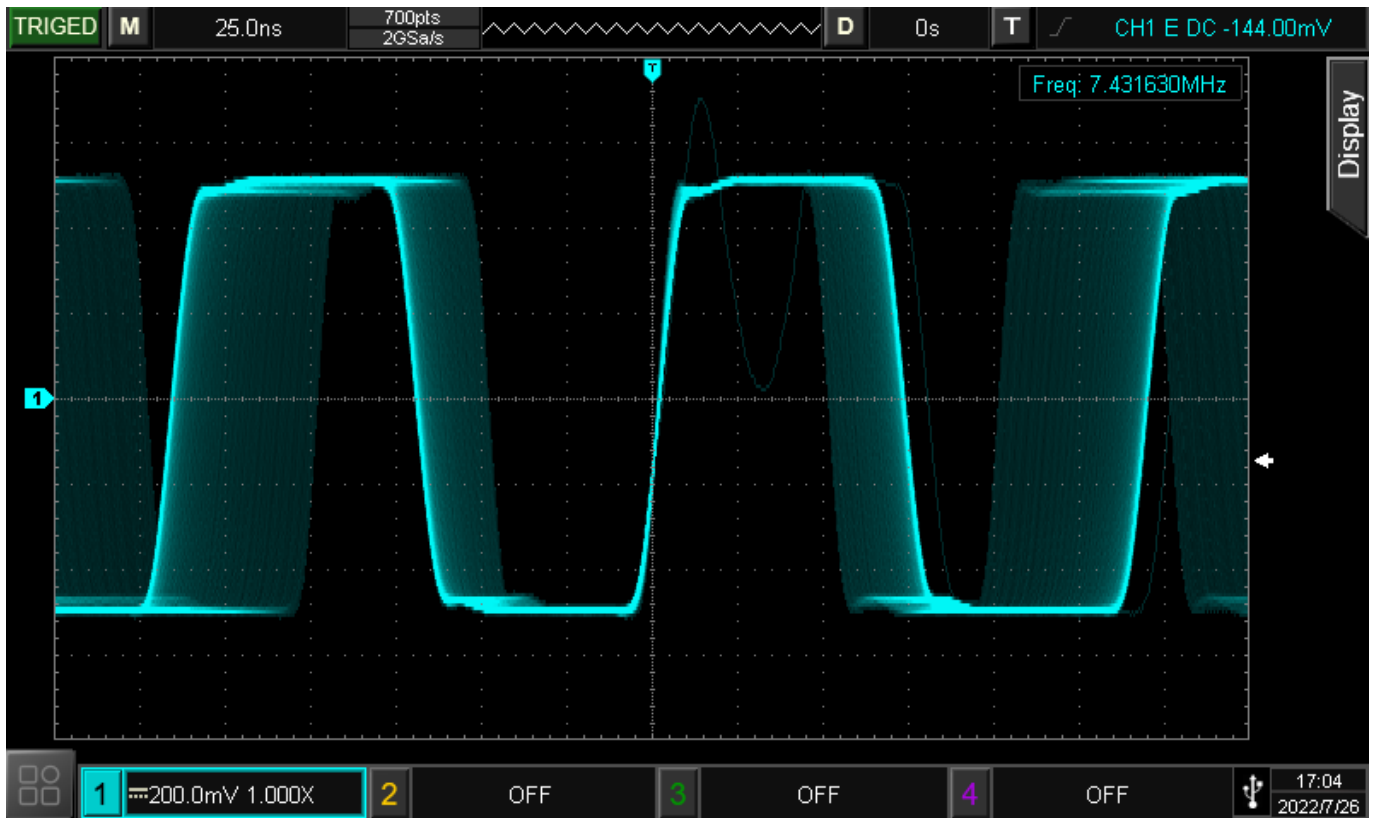 TRIGED M 25.0ns 700pts D 0s T CH1 E DC -144.00mV
2GSa/s
T
Freq: 7.431630MHz
Display
1
1 200.0mV 1.000X 2 OFF 3 OFF 4 OFF 17:04
2022/7/26